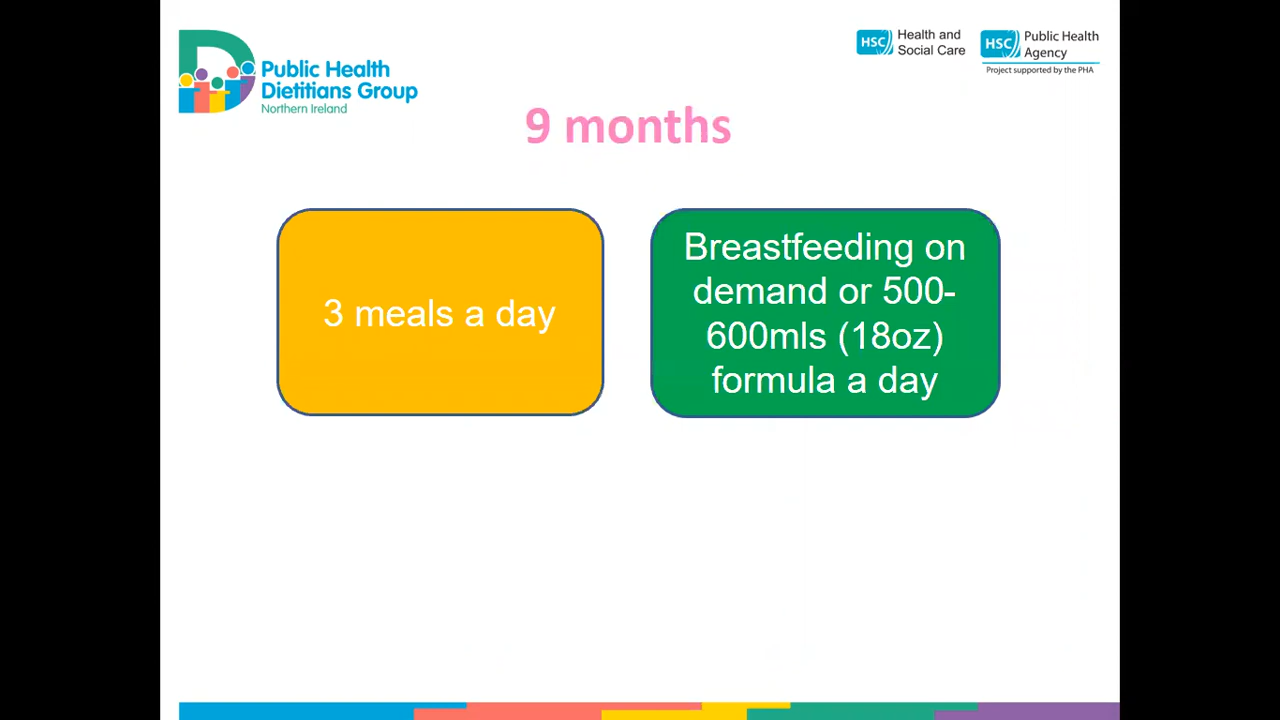 Public Health
Dietitians Group
Northern Ireland
HSC Health and
Social Care
HSC Public Health
Agency
Project supported by the PHA
9 months
3 meals a day
Breastfeeding on
demand or 500-
600mls (18oz)
formula a day